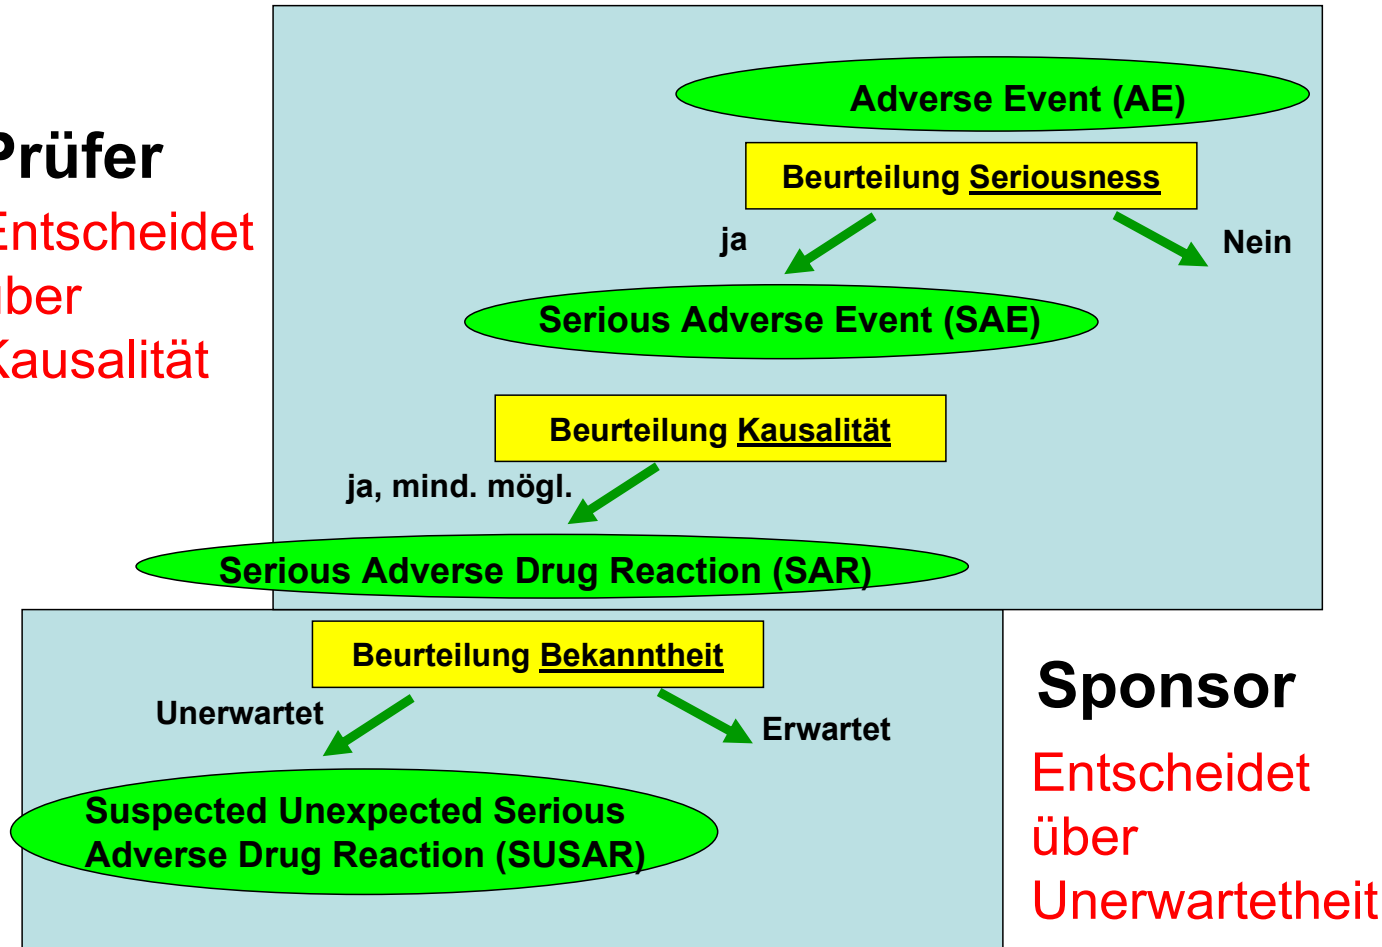 Adverse Event (AE)
Prüfer
Entscheidet
über
Kausalität
Beurteilung Seriousness
ja
Nein
Serious Adverse Event (SAE)
Beurteilung Kausalität
ja, mind. mögl.
Serious Adverse Drug Reaction (SAR)
Beurteilung Bekanntheit
Unerwartet
Erwartet
Suspected Unexpected Serious
Adverse Drug Reaction (SUSAR)
Sponsor
Entscheidet
über
Unerwartetheit